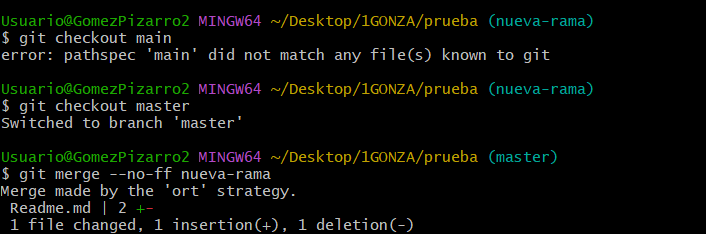 Usuario@GomezPizarro2 MINGW64 ~/Desktop/1GONZA/prueba (nueva-rama)
$ git checkout main
error: pathspec 'main' did not match any file(s) known to git
Usuario@GomezPizarro2 MINGW64 ~/Desktop/1GONZA/prueba (nueva-rama)
$ git checkout master
Switched to branch 'master'
Usuario@GomezPizarro2 MINGW64 ~/Desktop/1GONZA/prueba (master)
$ git merge --no-ff nueva-rama
Merge made by the 'ort' strategy.
 Readme.md | 2 +-
 1 file changed, 1 insertion(+), 1 deletion(-)